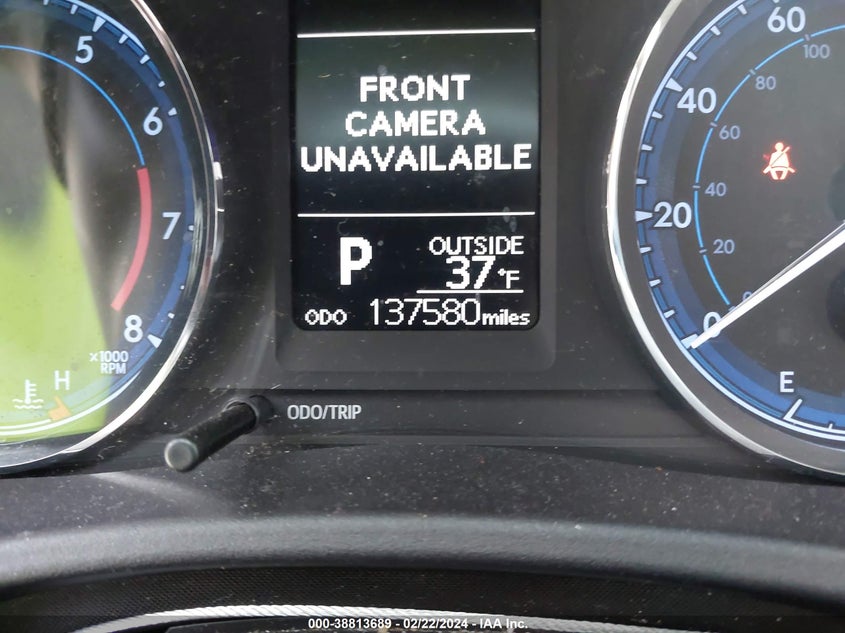 5
6
7
8
x1000
RPM
H
FRONT
CAMERA
UNAVAILABLE
P
OUTSIDE
37°F
ODO 137580 miles
ODO/TRIP
60
100
80
40
60
40
20
20
0
0
E
000-38813689 - 02/22/2024 - IAA Inc.